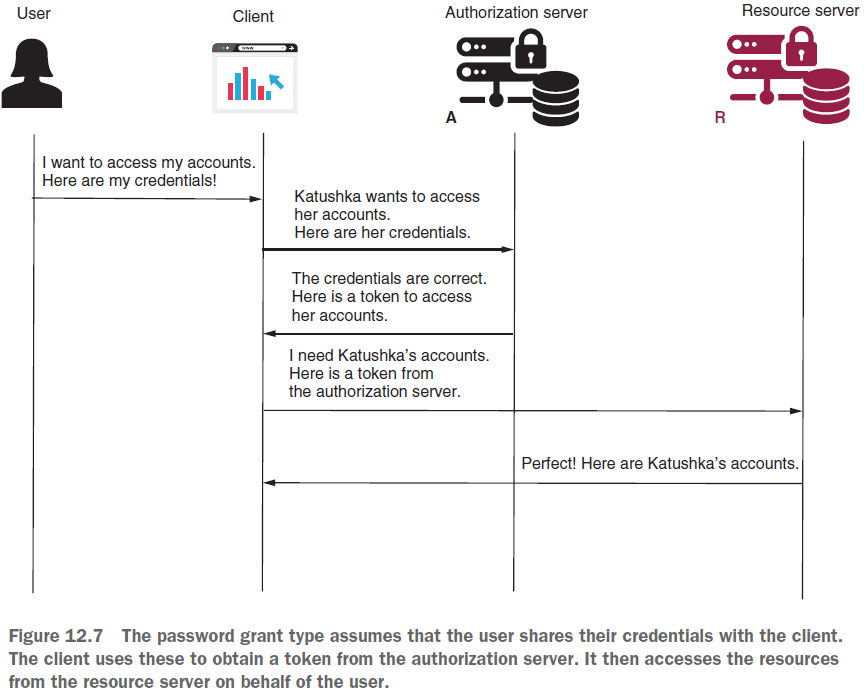 User
Client
Authorization server
Resource server
www.
A
R
I want to access my accounts.
Here are my credentials!
Katushka wants to access
her accounts.
Here are her credentials.
The credentials are correct.
Here is a token to access
her accounts.
I need Katushka’s accounts.
Here is a token from
the authorization server.
Perfect! Here are Katushka’s accounts.
Figure 12.7 The password grant type assumes that the user shares their credentials with the client.
The client uses these to obtain a token from the authorization server. It then accesses the resources
from the resource server on behalf of the user.